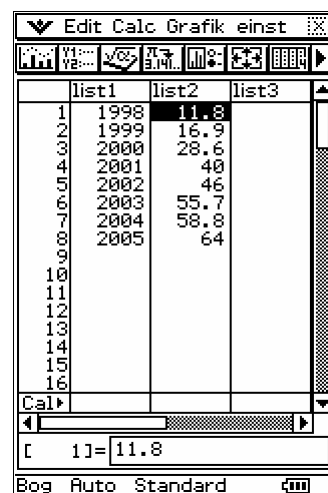 Edit Calc Grafik einst
list1 list2 list3
1 1998 11.8
2 1999 16.9
3 2000 28.6
4 2001 40
5 2002 46
6 2003 55.7
7 2004 58.8
8 2005 64
9
10
11
12
13
14
15
16
Cal
[ 1]= 11.8
Bog Auto Standard